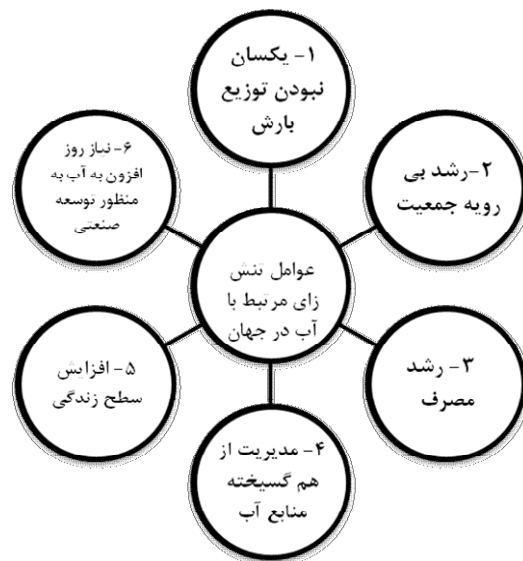 ۱- یکسان
نبودن توزیع
بارش
۲-رشد بی
رویه جمعیت
۳- رشد
مصرف
۴- مدیریت از
هم گسیخته
منابع آب
۵- افزایش
سطح زندگی
۶- نیاز روز
افزون به آب به
منظور توسعه
صنعتی
عوامل تنش
زای مرتبط با
آب در جهان